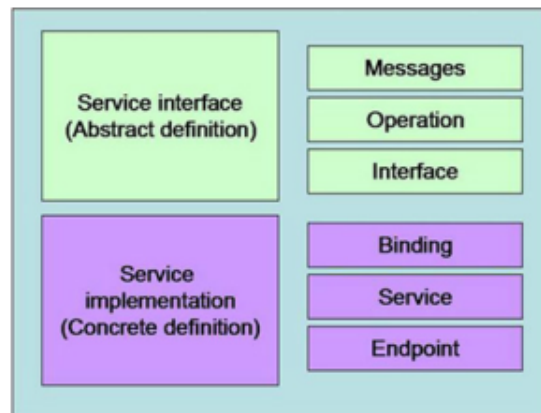 Service interface
(Abstract definition)
Messages
Operation
Interface
Service
implementation
(Concrete definition)
Binding
Service
Endpoint